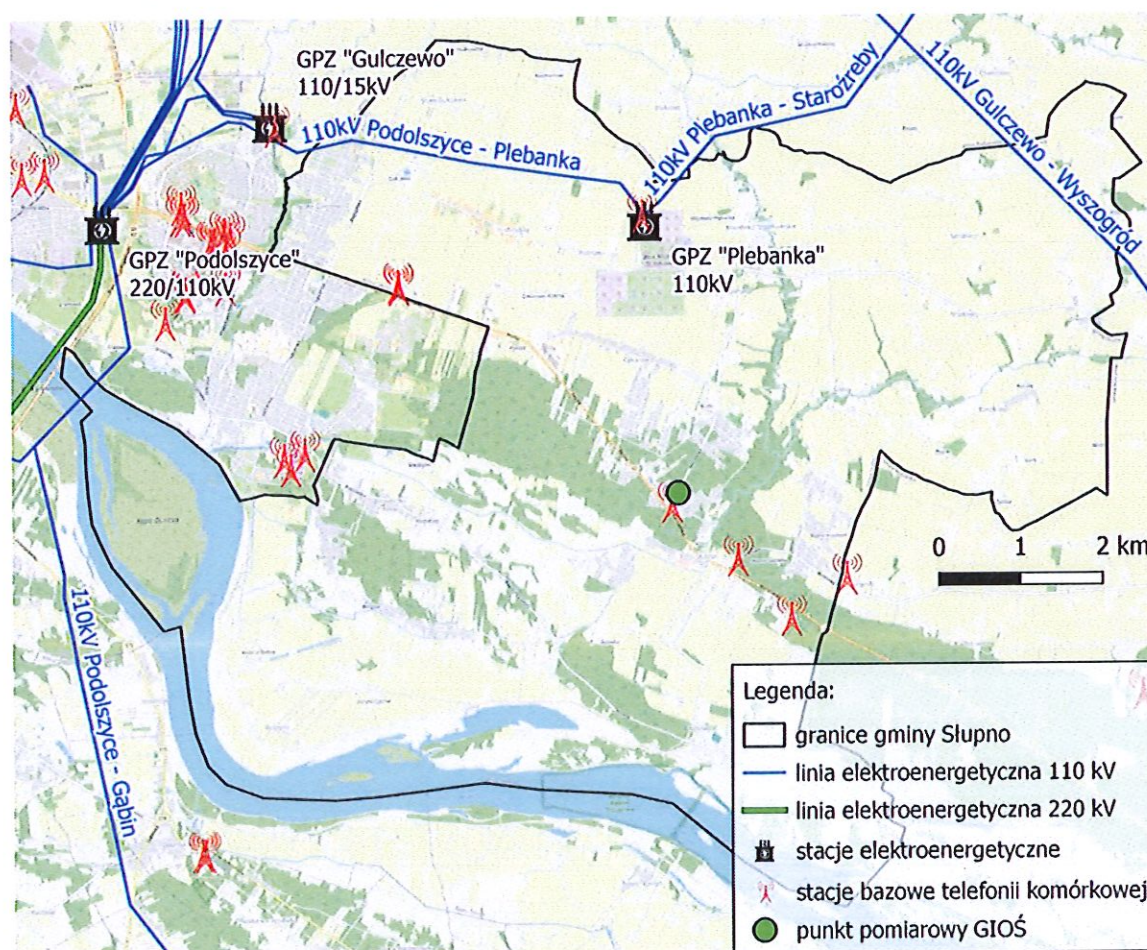 GPZ "Gulczewo"
110/15kV
110kV Podolszyce - Plebanka
110kV Plebanka - Staroźreby
110kV Gulczewo - Wyszogród
GPZ "Podolszyce"
220/110kV
GPZ "Plebanka"
110kV
0 1 2 km
110kV Podolszyce - Gąbin
Legenda:
granice gminy Słupno
linia elektroenergetyczna 110 kV
linia elektroenergetyczna 220 kV
stacje elektroenergetyczne
stacje bazowe telefonii komórkowej
punkt pomiarowy GIOŚ